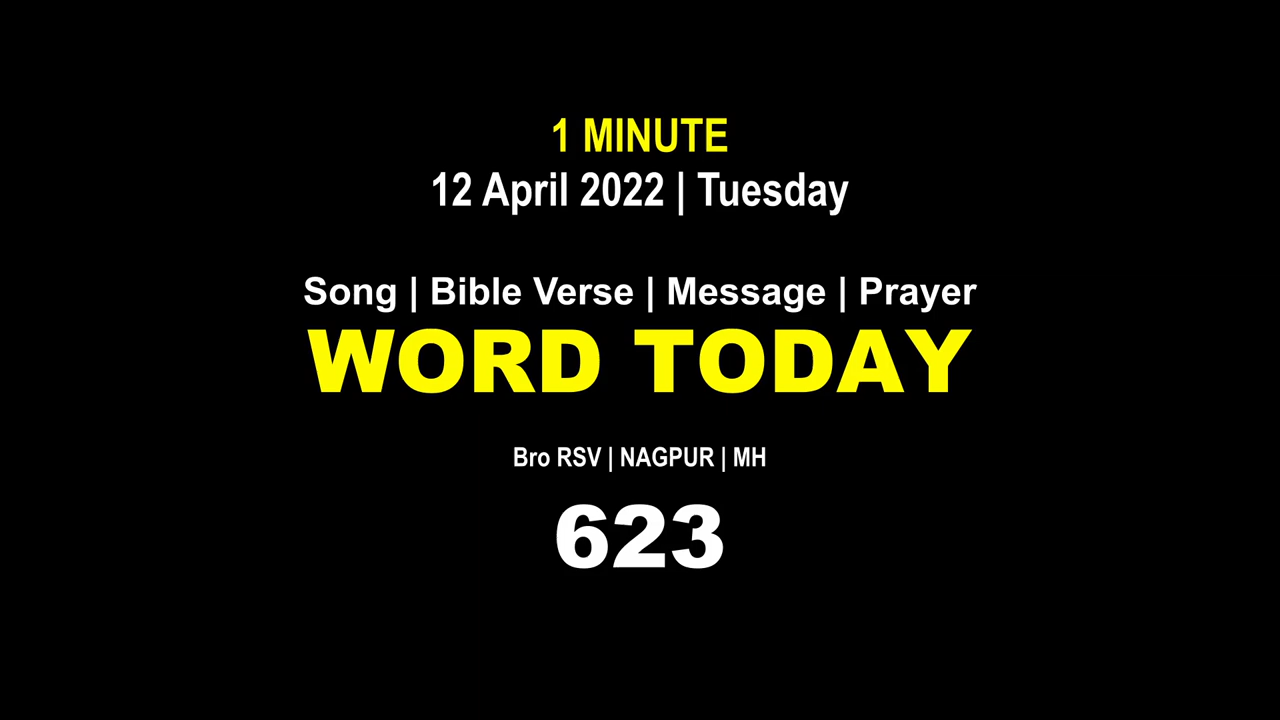 1 MINUTE
12 April 2022 | Tuesday
Song | Bible Verse | Message | Prayer
WORD TODAY
Bro RSV | NAGPUR | MH
623